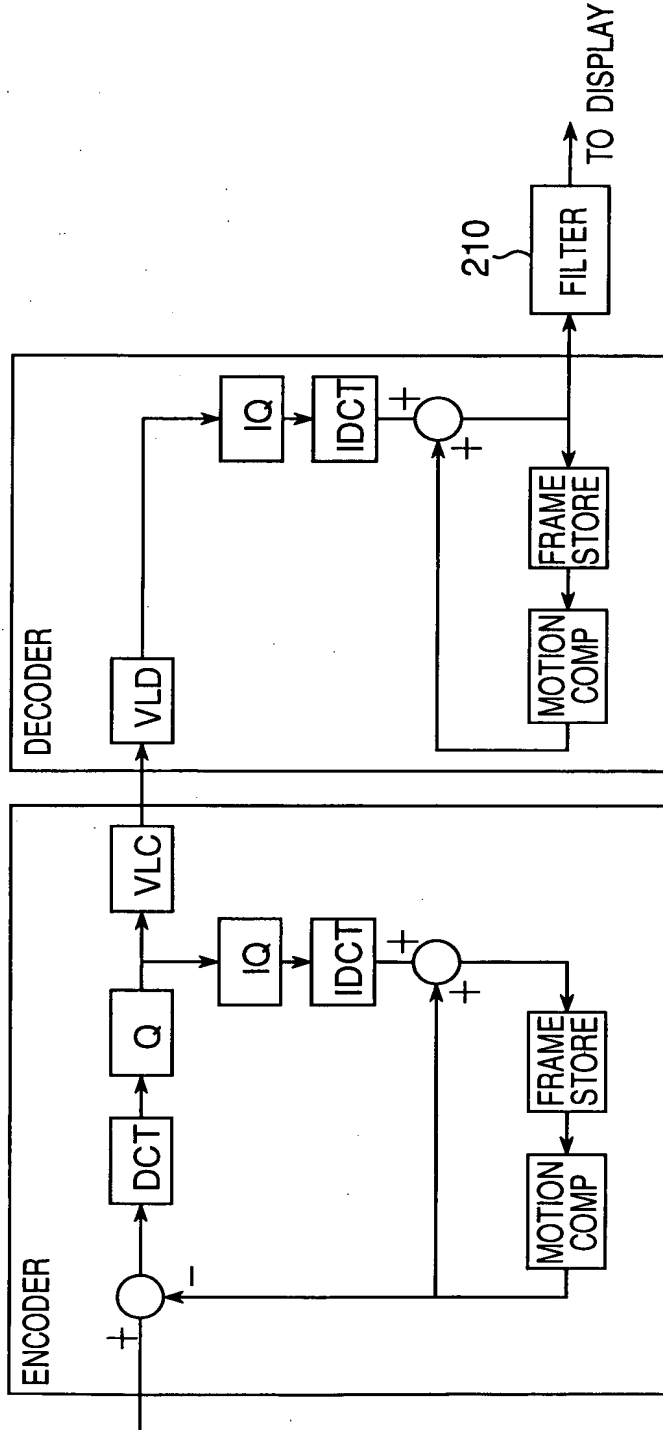 ENCODER
+
−
DCT
Q
VLC
IQ
IDCT
+
+
FRAME
STORE
MOTION
COMP
DECODER
VLD
IQ
IDCT
+
+
FRAME
STORE
MOTION
COMP
210
FILTER
TO DISPLAY